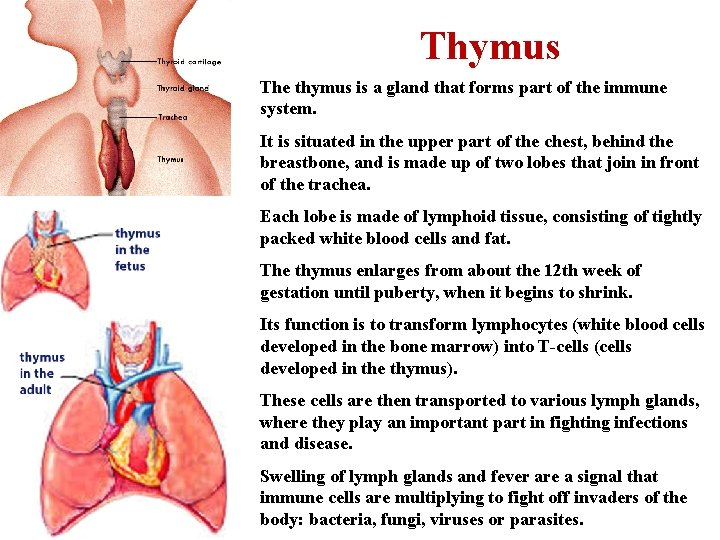 Thymus
Thyroid cartilage
Thyroid gland
Trachea
Thymus
The thymus is a gland that forms part of the immune
system.
It is situated in the upper part of the chest, behind the
breastbone, and is made up of two lobes that join in front
of the trachea.
Each lobe is made of lymphoid tissue, consisting of tightly
packed white blood cells and fat.
The thymus enlarges from about the 12 th week of
gestation until puberty, when it begins to shrink.
Its function is to transform lymphocytes (white blood cells
developed in the bone marrow) into T-cells (cells
developed in the thymus).
These cells are then transported to various lymph glands,
where they play an important part in fighting infections
and disease.
Swelling of lymph glands and fever are a signal that
immune cells are multiplying to fight off invaders of the
body: bacteria, fungi, viruses or parasites.
thymus
in the
fetus
thymus
in the
adult